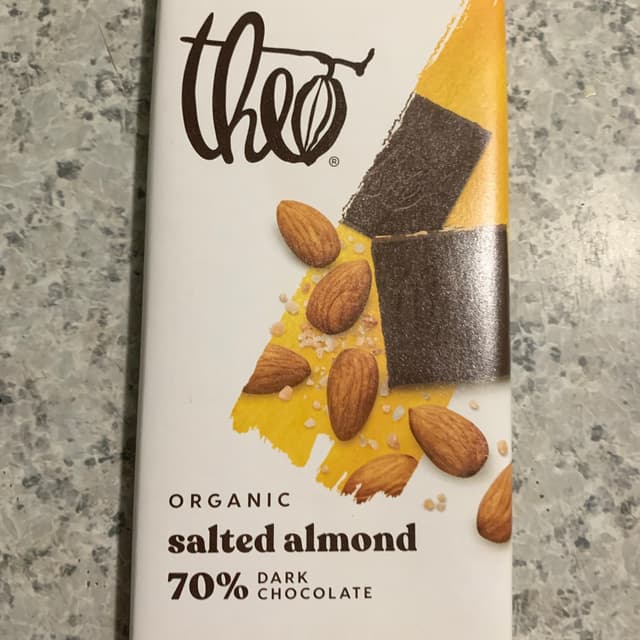 theo®
ORGANIC
salted almond
70% DARK
CHOCOLATE